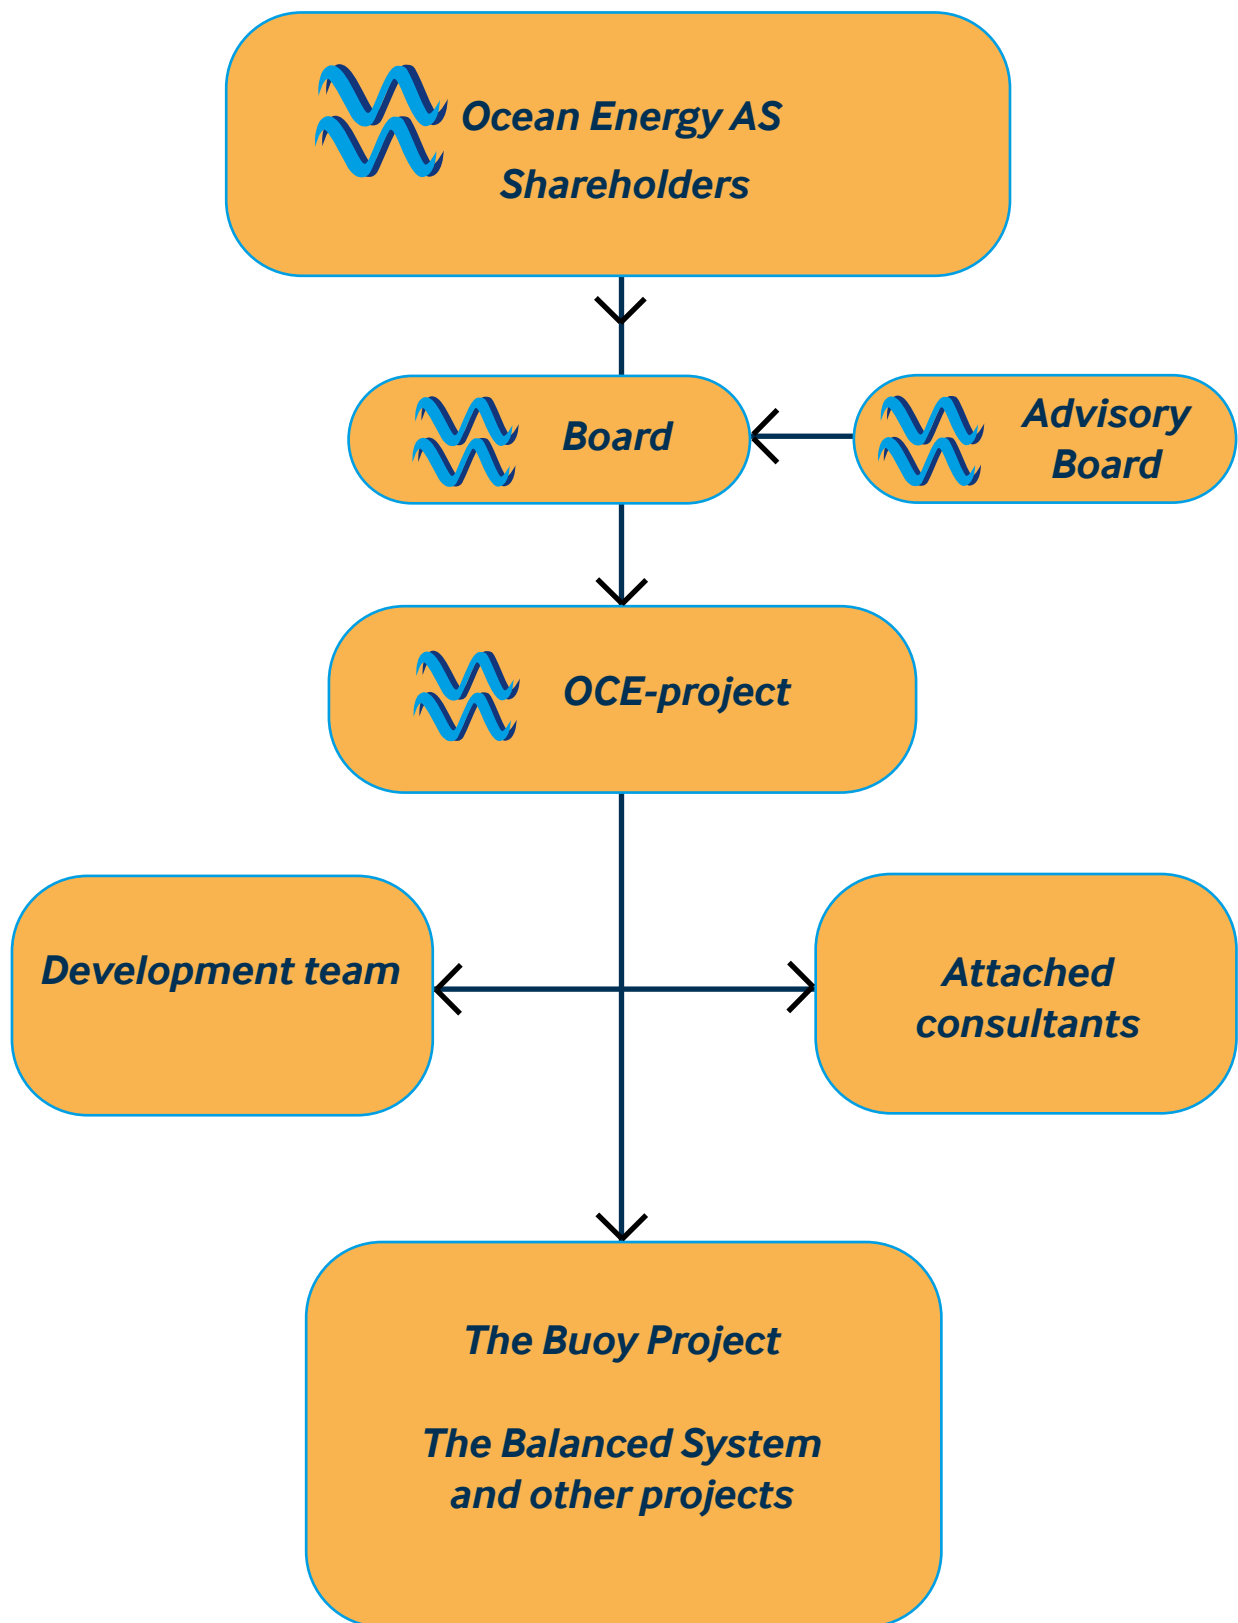 Ocean Energy AS
Shareholders
Board
Advisory
Board
OCE-project
Development team
Attached
consultants
The Buoy Project
The Balanced System
and other projects